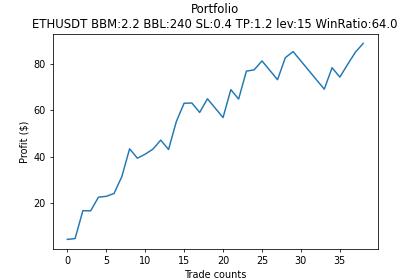 Portfolio
ETHUSDT BBM:2.2 BBL:240 SL:0.4 TP:1.2 lev:15 WinRatio:64.0
80
60
40
20
Profit ($)
0 5 10 15 20 25 30 35
Trade counts